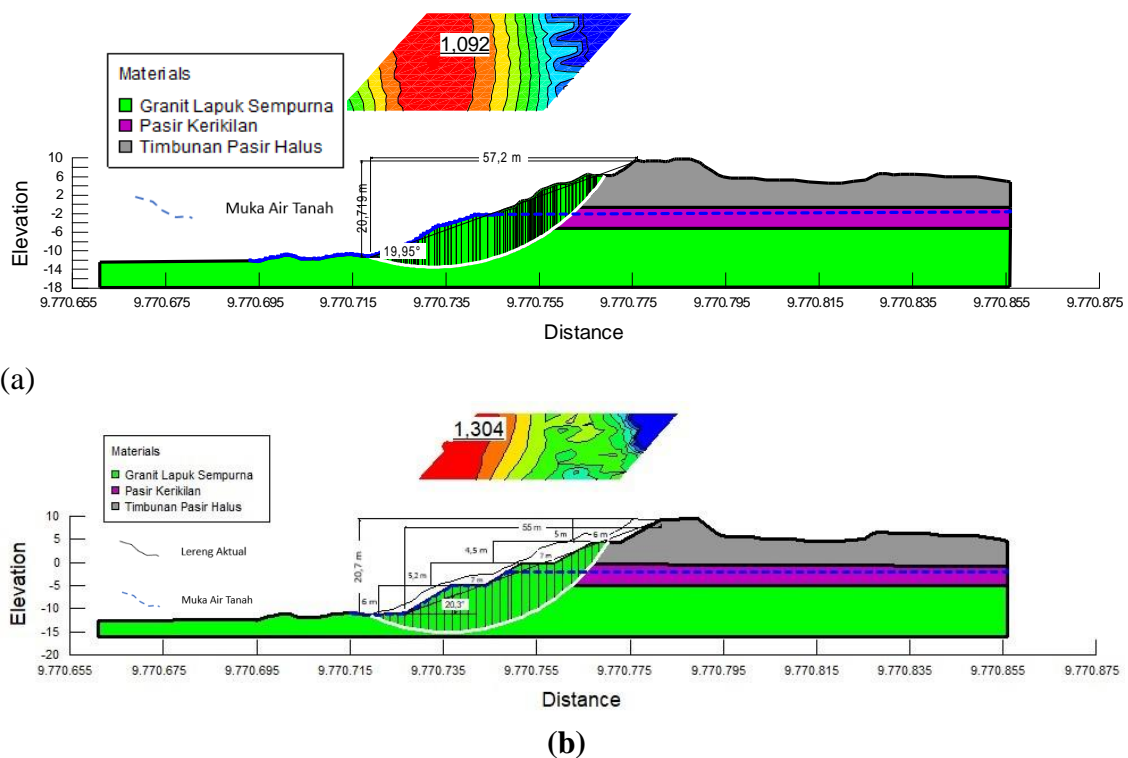 1,092
Materials
Granit Lapuk Sempurna
Pasir Kerikilan
Timbunan Pasir Halus
Muka Air Tanah
57,2 m
20,719 m
19,95°
Elevation
10
6
2
-2
-6
-10
-14
-18
9.770.655 9.770.675 9.770.695 9.770.715 9.770.735 9.770.755 9.770.775 9.770.795 9.770.815 9.770.835 9.770.855 9.770.875
Distance
(a)
1,304
Materials
Granit Lapuk Sempurna
Pasir Kerikilan
Timbunan Pasir Halus
Lereng Aktual
Muka Air Tanah
55 m
5 m 6 m
4,5 m
7 m
5,2 m
7 m
20,7 m
6 m
20,3°
Elevation
10
5
0
-5
-10
-15
-20
9.770.655 9.770.675 9.770.695 9.770.715 9.770.735 9.770.755 9.770.775 9.770.795 9.770.815 9.770.835 9.770.855 9.770.875
Distance
(b)